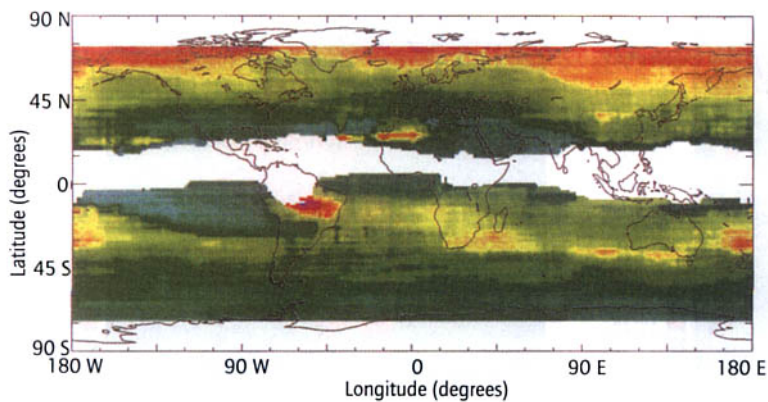 90 N
45 N
0
45 S
90 S
Latitude (degrees)
180 W
90 W
0
90 E
180 E
Longitude (degrees)